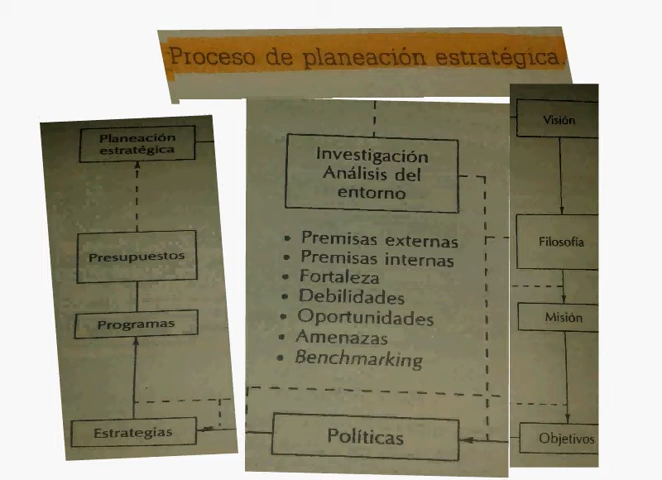 Proceso de planeación estratégica
Planeación
estratégica
Presupuestos
Programas
Estrategias
Investigación
Análisis del
entorno
• Premisas externas
• Premisas internas
• Fortaleza
• Debilidades
• Oportunidades
• Amenazas
• Benchmarking
Políticas
Visión
Filosofía
Misión
Objetivos